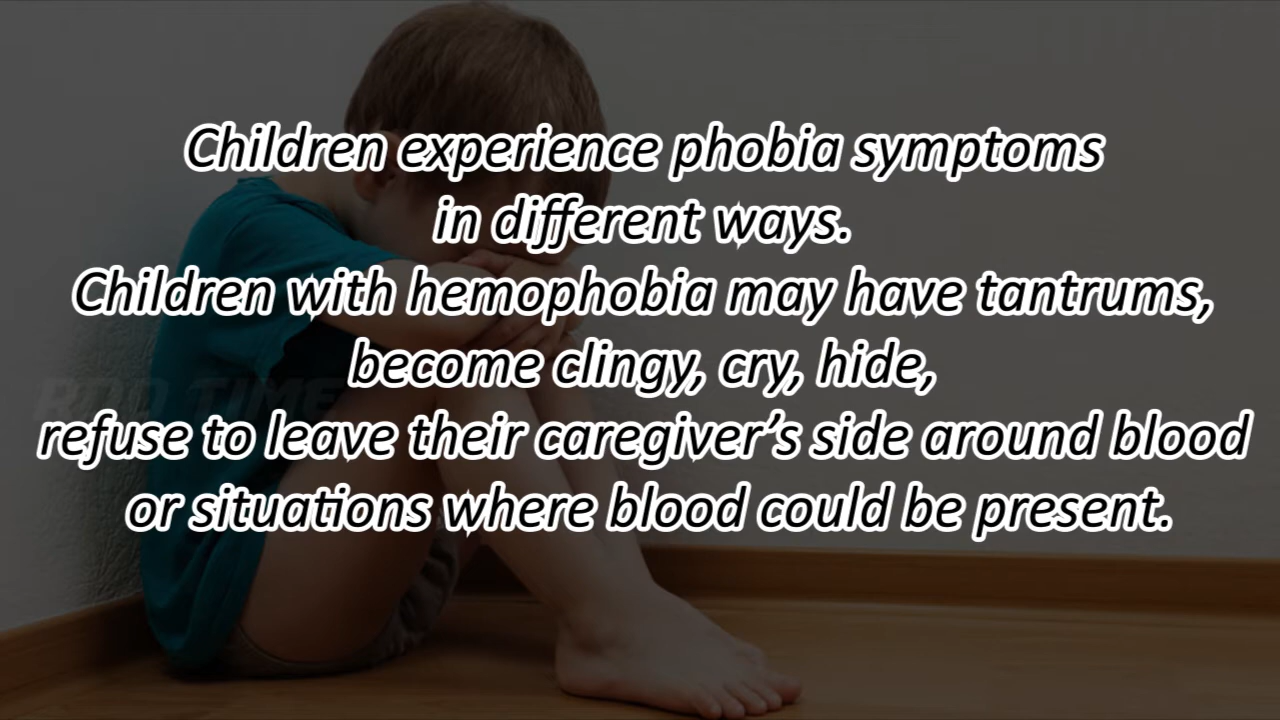 Children experience phobia symptoms
in different ways.
Children with hemophobia may have tantrums,
become clingy, cry, hide,
refuse to leave their caregiver’s side around blood
or situations where blood could be present.